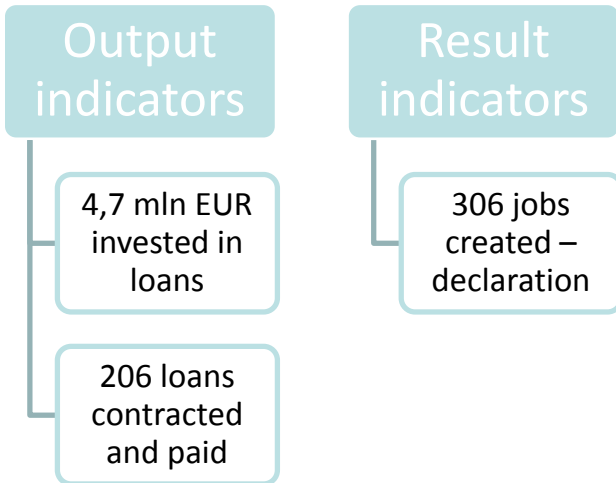 Output
indicators
4,7 mln EUR
invested in
loans
206 loans
contracted
and paid
Result
indicators
306 jobs
created –
declaration